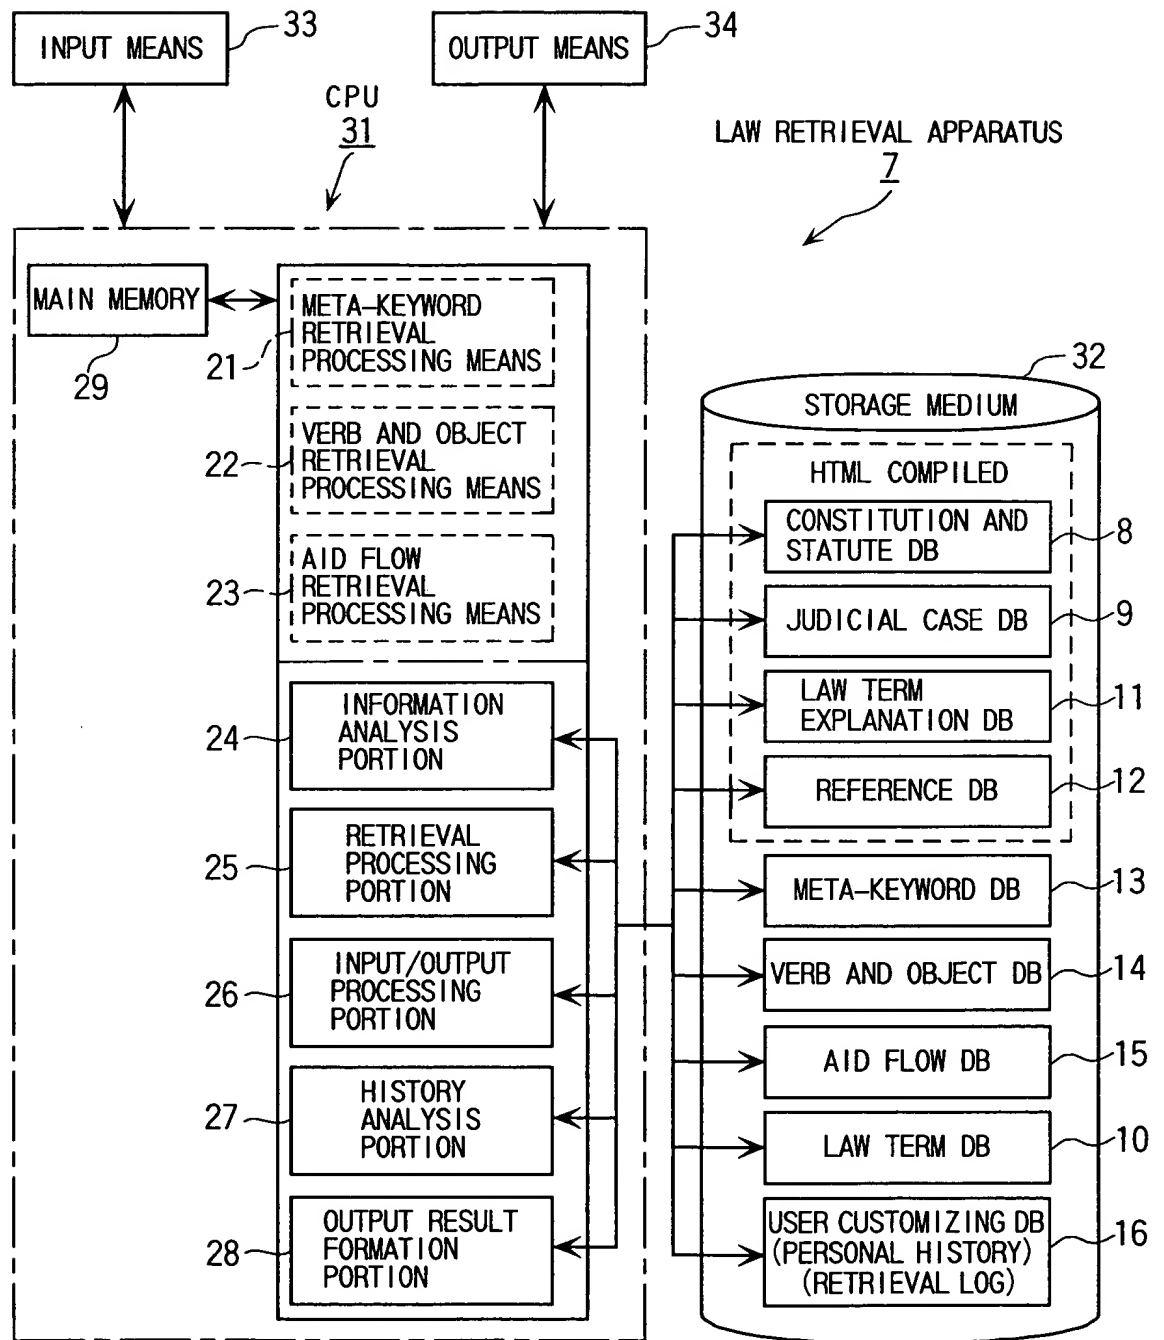 INPUT MEANS
33
OUTPUT MEANS
34
CPU
31
LAW RETRIEVAL APPARATUS
7
MAIN MEMORY
29
META-KEYWORD
RETRIEVAL
PROCESSING MEANS
21
VERB AND OBJECT
RETRIEVAL
PROCESSING MEANS
22
AID FLOW
RETRIEVAL
PROCESSING MEANS
23
INFORMATION
ANALYSIS
PORTION
24
RETRIEVAL
PROCESSING
PORTION
25
INPUT/OUTPUT
PROCESSING
PORTION
26
HISTORY
ANALYSIS
PORTION
27
OUTPUT RESULT
FORMATION
PORTION
28
32
STORAGE MEDIUM
HTML COMPILED
CONSTITUTION AND
STATUTE DB
8
JUDICIAL CASE DB
9
LAW TERM
EXPLANATION DB
11
REFERENCE DB
12
META-KEYWORD DB
13
VERB AND OBJECT DB
14
AID FLOW DB
15
LAW TERM DB
10
USER CUSTOMIZING DB
(PERSONAL HISTORY)
(RETRIEVAL LOG)
16